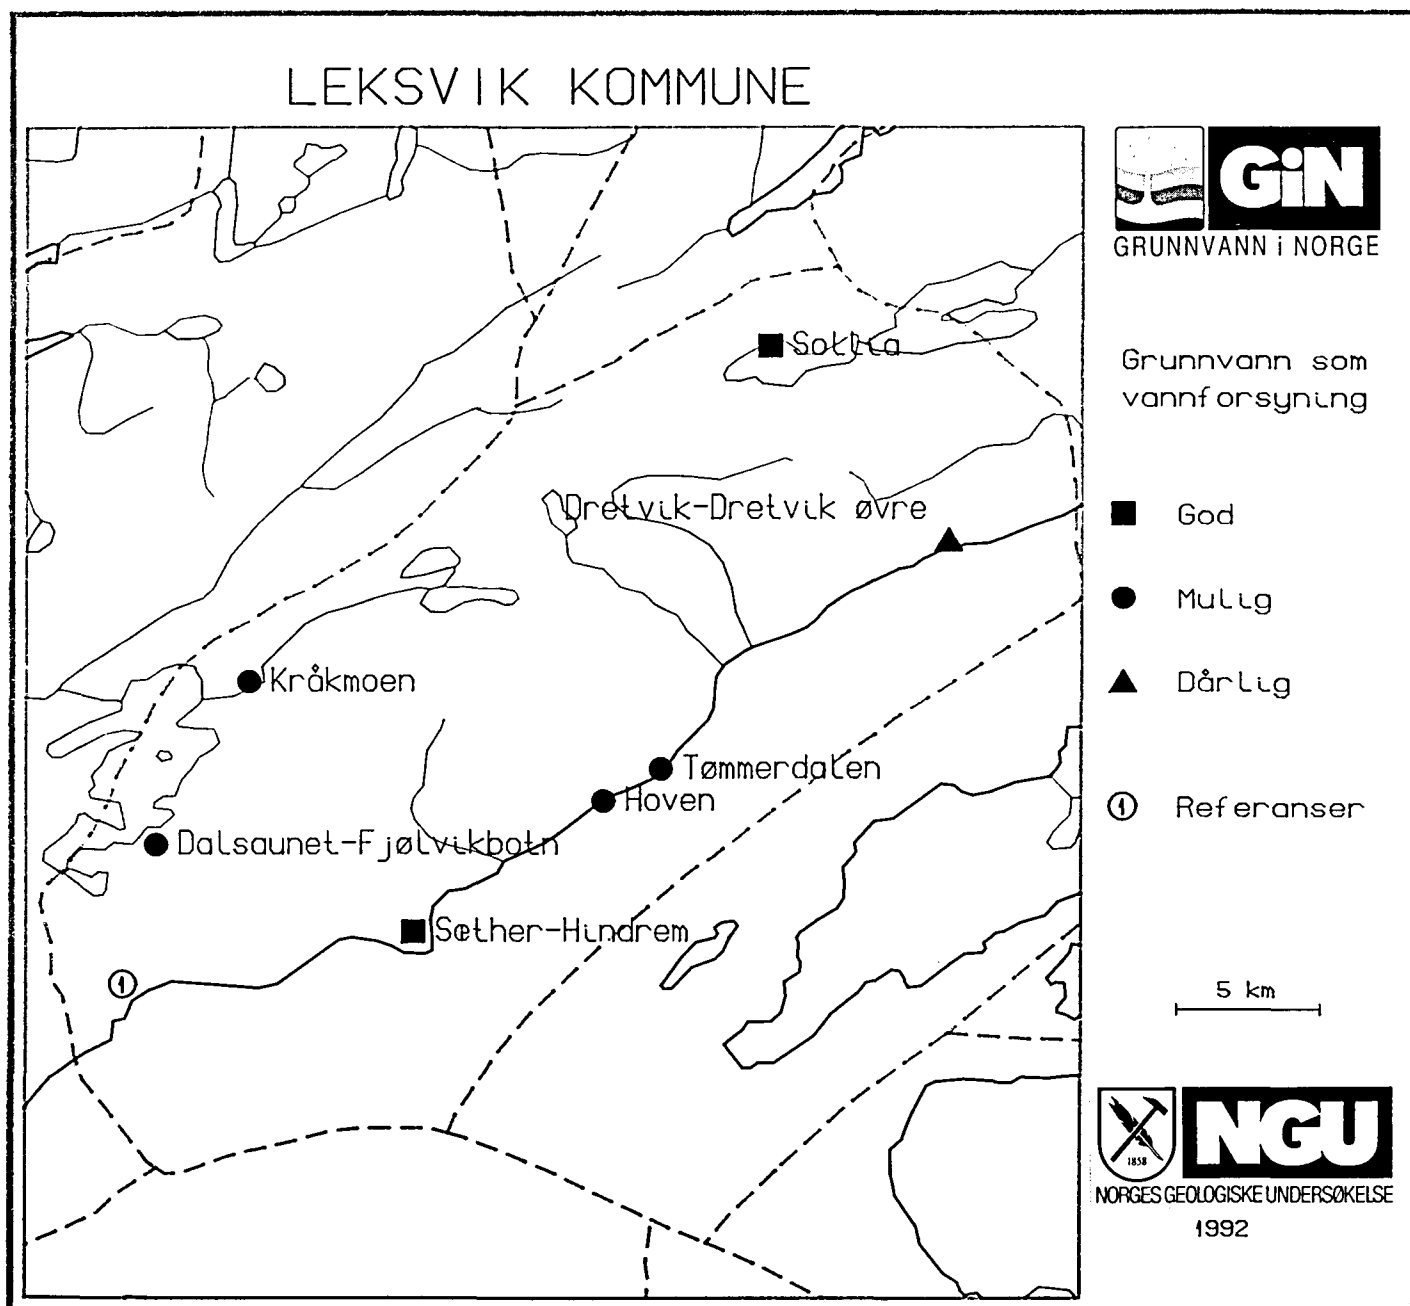 LEKSVIK KOMMUNE
GiN
GRUNNVANN i NORGE
Sollia
Grunnvann som
vannforsyning
Dretvik-Dretvik øvre
God
Mulig
Kråkmoen
Dårlig
Tømmerdalen
Hoven
Referanser
1
Dalsaunet-Fjølvikbotn
Sæther-Hindrem
1
5 km
NGU
1858
NORGES GEOLOGISKE UNDERSØKELSE
1992